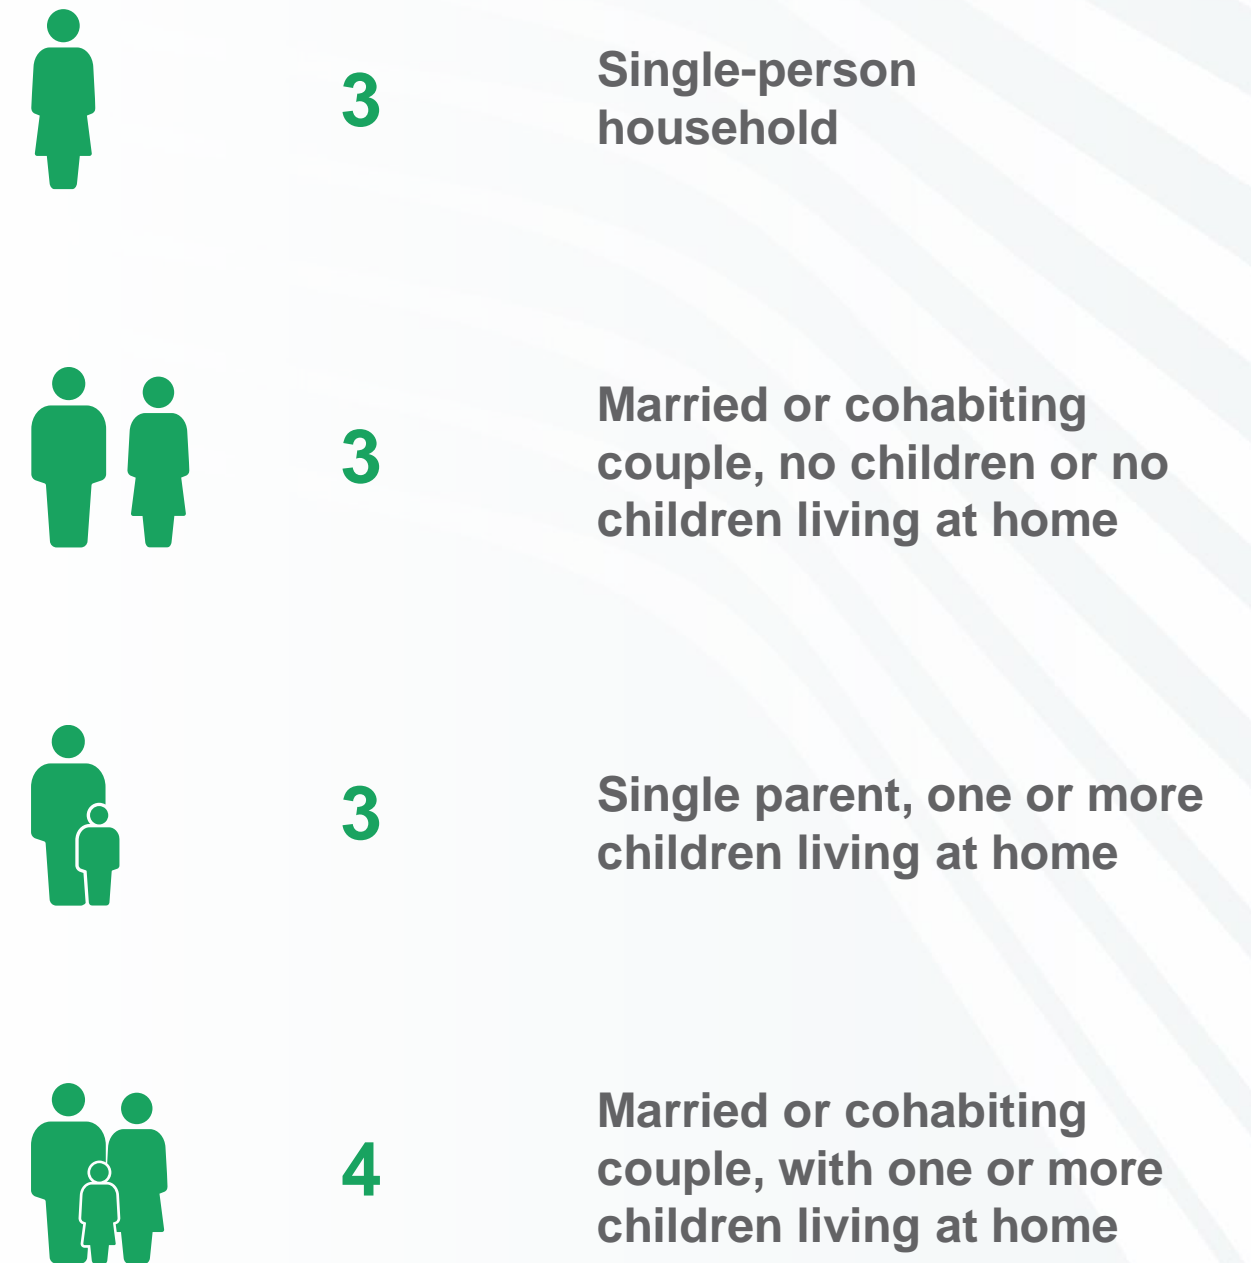 3
Single-person
household
3
Married or cohabiting
couple, no children or no
children living at home
3
Single parent, one or more
children living at home
4
Married or cohabiting
couple, with one or more
children living at home